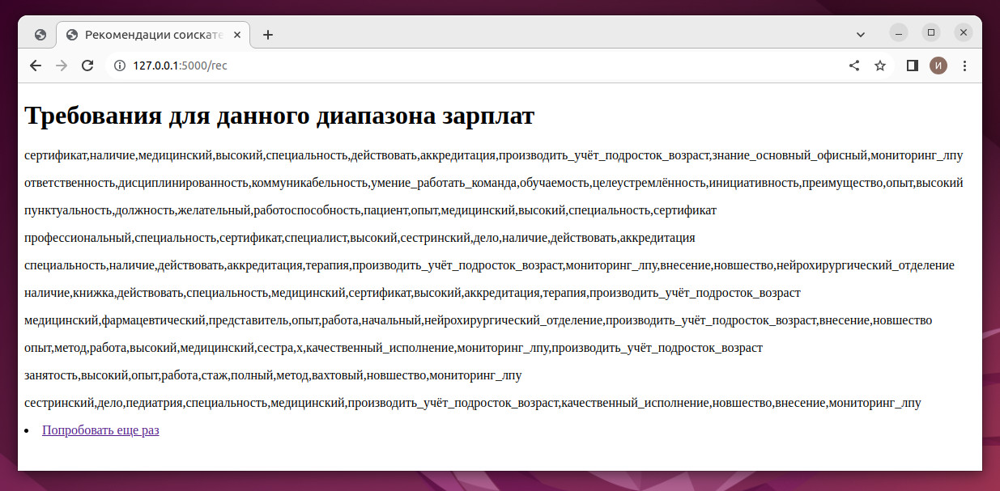 Рекомендации соискате
127.0.0.1:5000/rec
И
Требования для данного диапазона зарплат
сертификат,наличие,медицинский,высокий,специальность,действовать,аккредитация,производить_учёт_подросток_возраст,знание_основный_офисный,мониторинг_лпу
ответственность,дисциплинированность,коммуникабельность,умение_работать_команда,обучаемость,целеустремлённость,инициативность,преимущество,опыт,высокий
пунктуальность,должность,желательный,работоспособность,пациент,опыт,медицинский,высокий,специальность,сертификат
профессиональный,специальность,сертификат,специалист,высокий,сестринский,дело,наличие,действовать,аккредитация
специальность,наличие,действовать,аккредитация,терапия,производить_учёт_подросток_возраст,мониторинг_лпу,внесение,новшество,нейрохирургический_отделение
наличие,книжка,действовать,специальность,медицинский,сертификат,высокий,аккредитация,терапия,производить_учёт_подросток_возраст
медицинский,фармацевтический,представитель,опыт,работа,начальный,нейрохирургический_отделение,производить_учёт_подросток_возраст,внесение,новшество
опыт,метод,работа,высокий,медицинский,сестра,х,качественный_исполнение,мониторинг_лпу,производить_учёт_подросток_возраст
занятость,высокий,опыт,работа,стаж,полный,метод,вахтовый,новшество,мониторинг_лпу
сестринский,дело,педиатрия,специальность,медицинский,производить_учёт_подросток_возраст,качественный_исполнение,новшество,внесение,мониторинг_лпу
• Попробовать еще раз